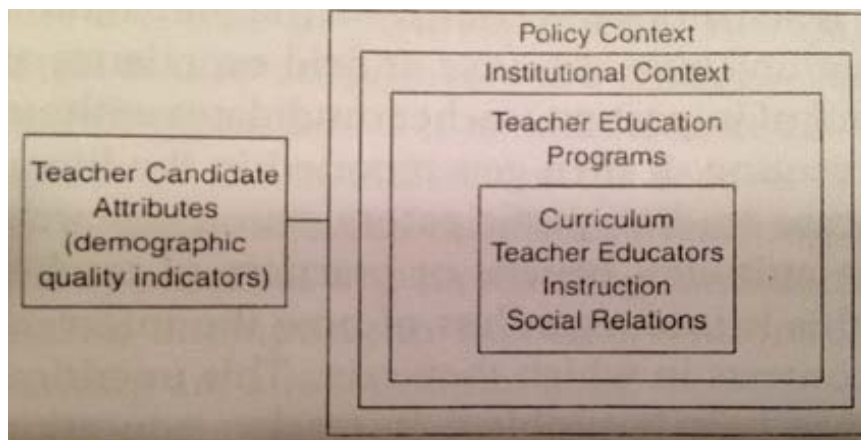 Policy Context
Institutional Context
Teacher Education
Programs
Curriculum
Teacher Educators
Instruction
Social Relations
Teacher Candidate
Attributes
(demographic
quality indicators)